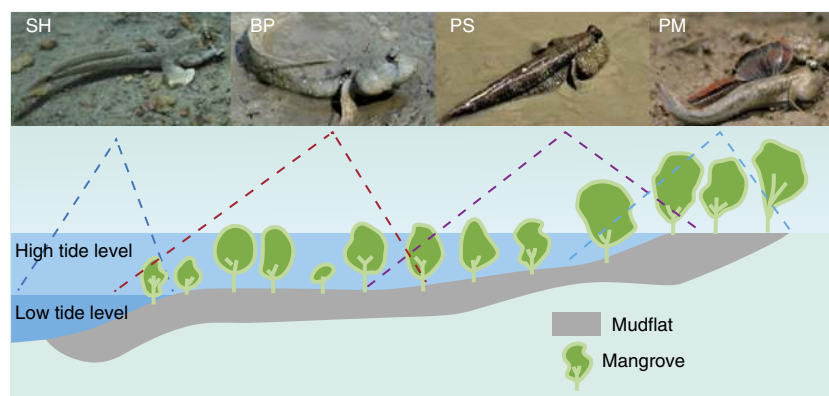 SH
BP
PS
PM
High tide level
Low tide level
Mudflat
Mangrove